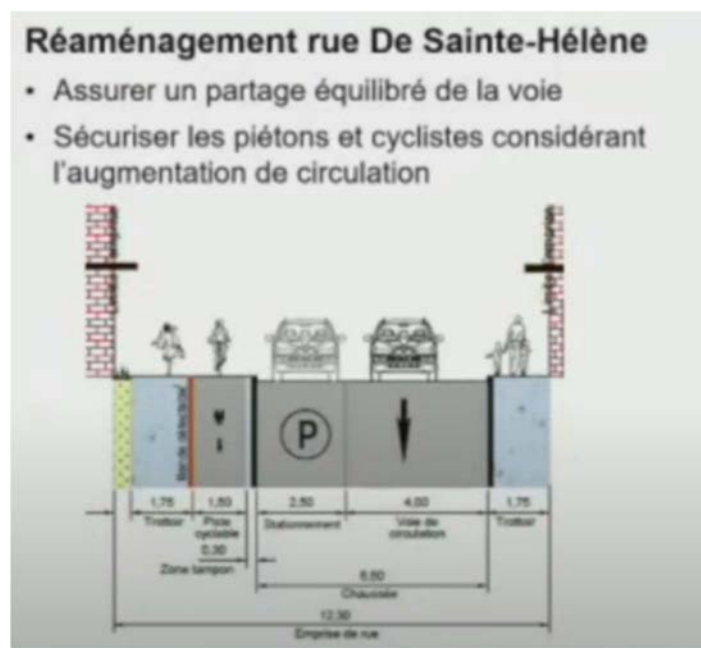 Réaménagement rue De Sainte-Hélène
• Assurer un partage équilibré de la voie
• Sécuriser les piétons et cyclistes considérant
l'augmentation de circulation
P
1,75 1,50 2,50 4,00 1,75
Trottoir Piste cyclable Stationnement Voie de circulation Trottoir
0,30
Zone tampon
6,50
Chaussée
12,30
Emprise de rue